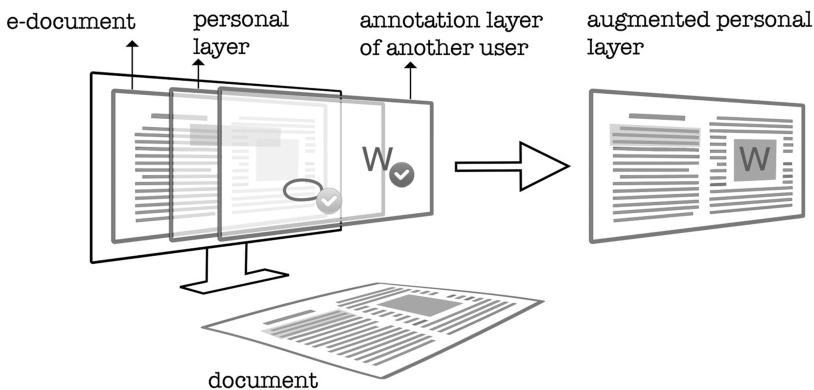 e-document
personal
layer
annotation layer
of another user
augmented personal
layer
W
W
document